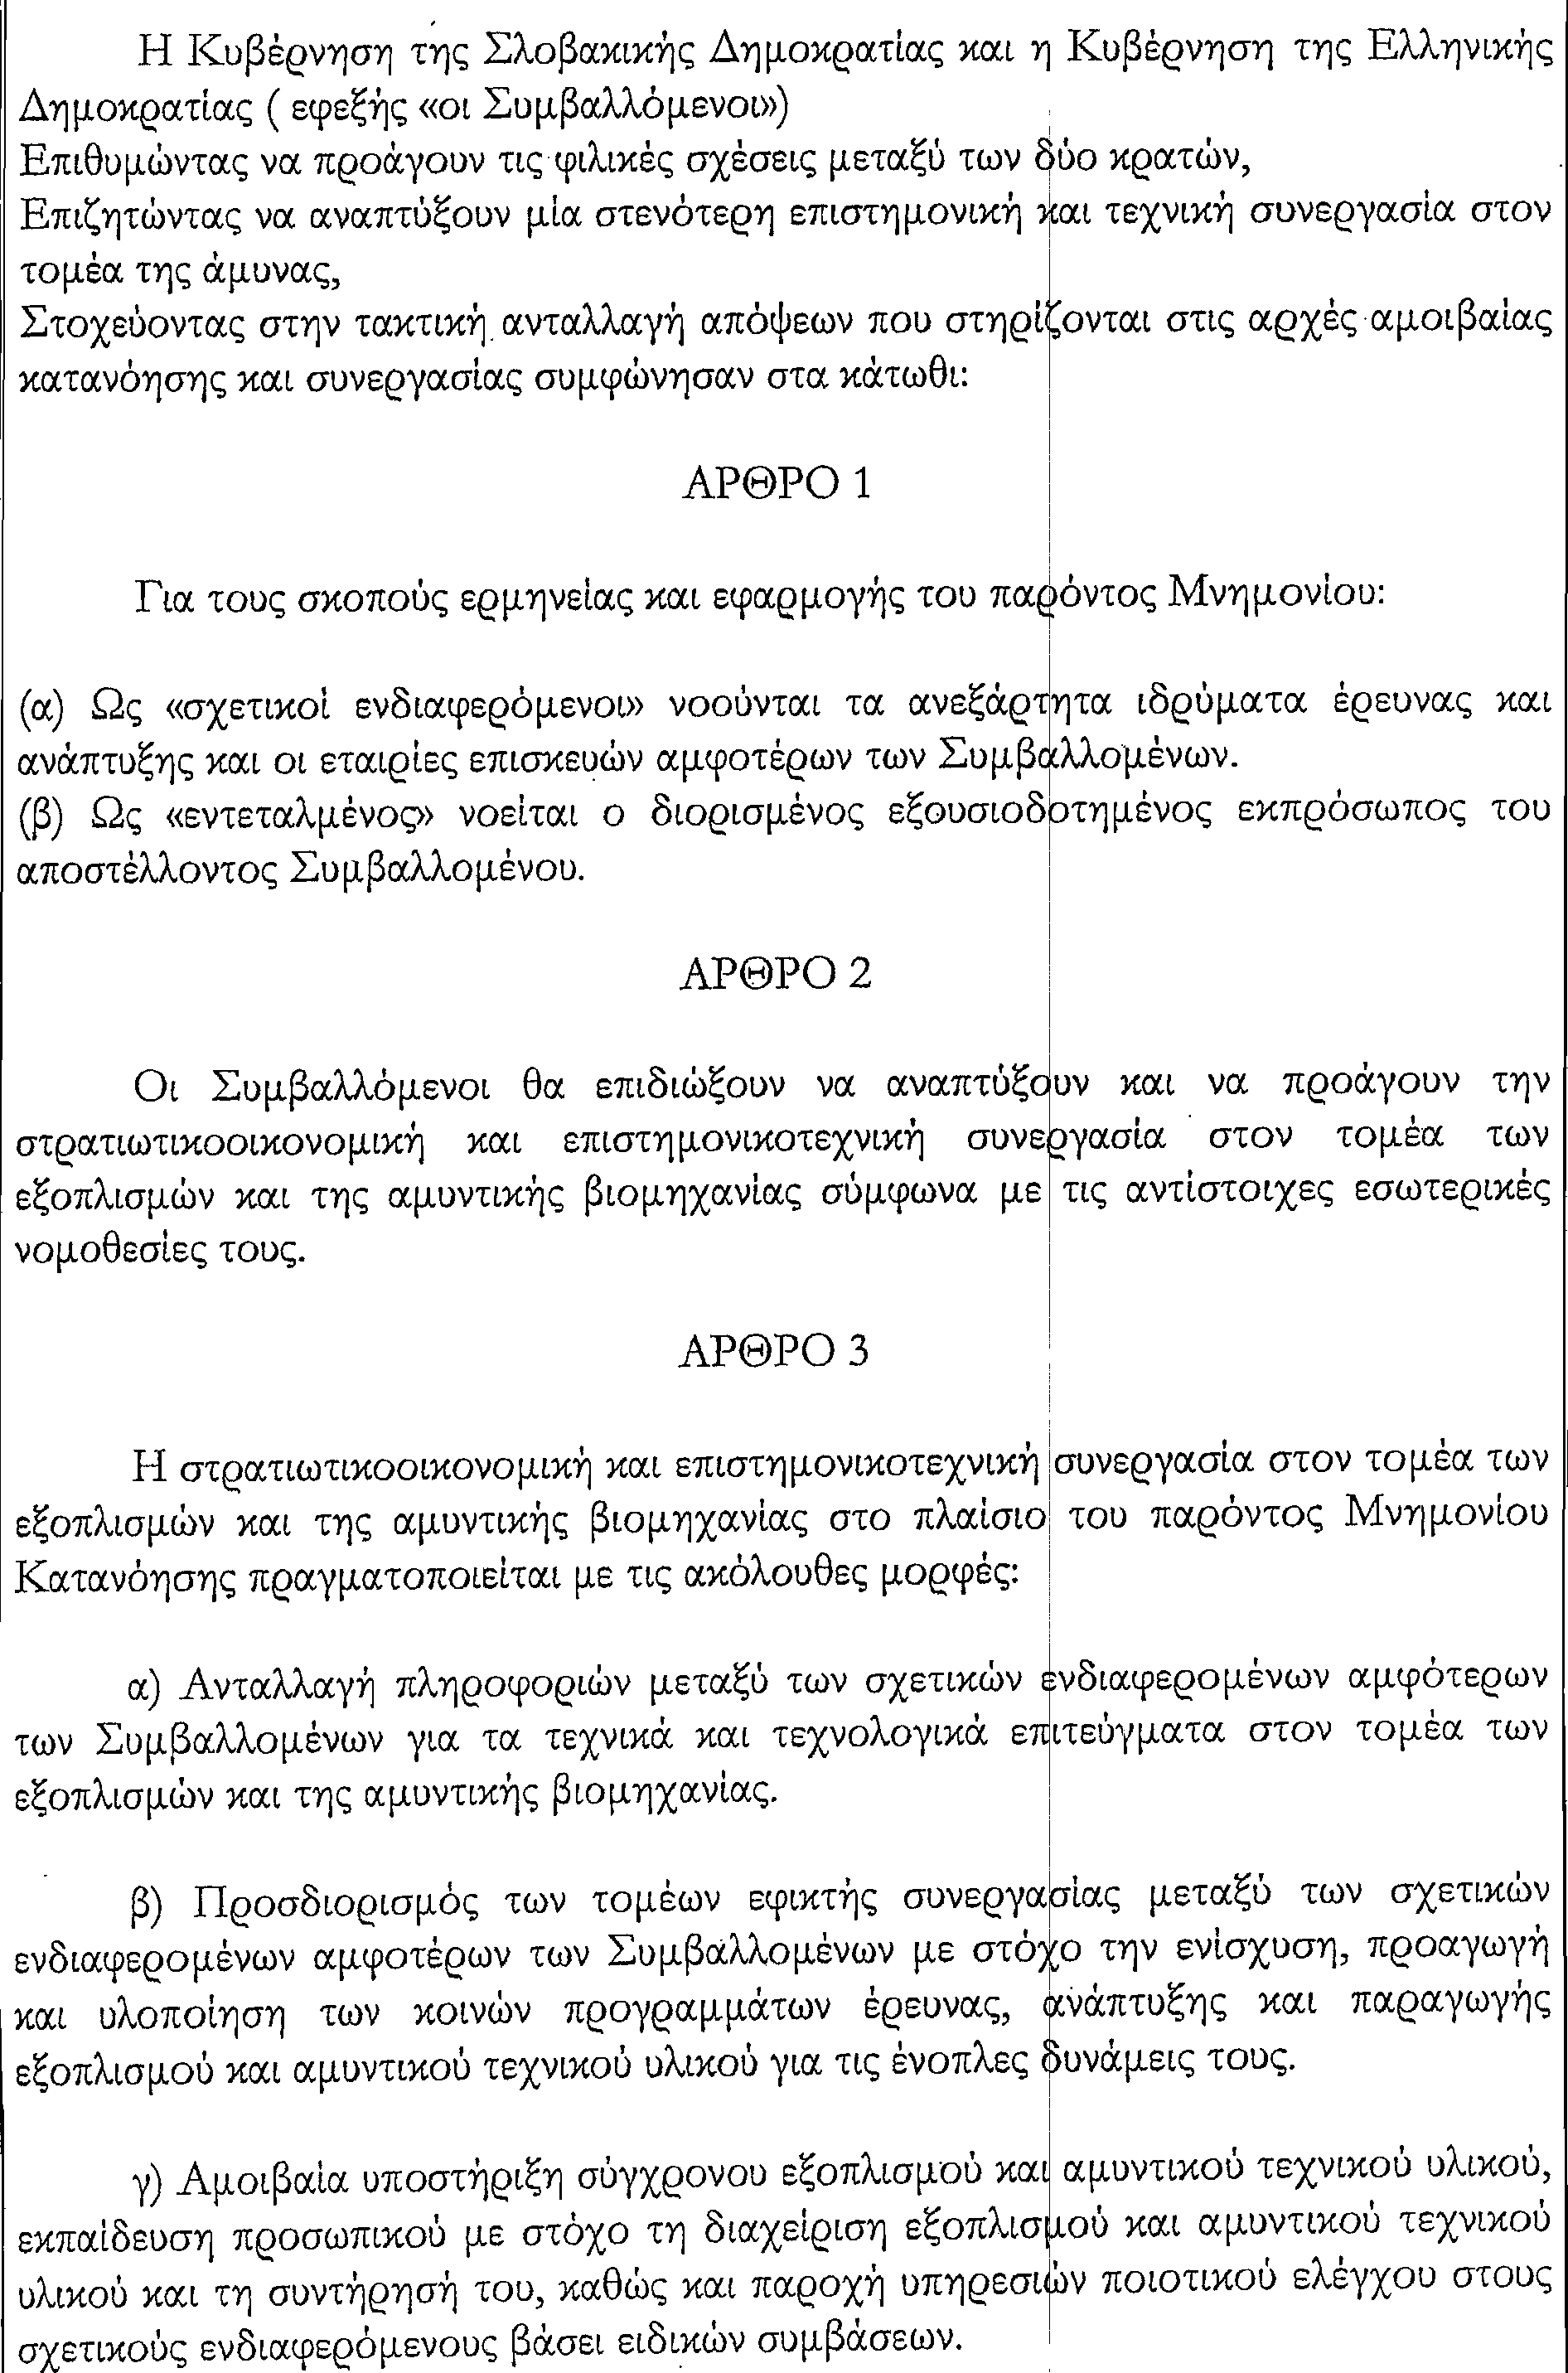 Η Κυβέρνηση της Σλοβακικής Δημοκρατίας και η Κυβέρνηση της Ελληνικής
Δημοκρατίας ( εφεξής «οι Συμβαλλόμενοι»)
Επιθυμώντας να προάγουν τις φιλικές σχέσεις μεταξύ των δύο κρατών,
Επιζητώντας να αναπτύξουν μία στενότερη επιστημονική και τεχνική συνεργασία στον
τομέα της άμυνας,
Στοχεύοντας στην τακτική ανταλλαγή απόψεων που στηρίζονται στις αρχές αμοιβαίας
κατανόησης και συνεργασίας συμφώνησαν στα κάτωθι:
ΑΡΘΡΟ 1
Για τους σκοπούς ερμηνείας και εφαρμογής του παρόντος Μνημονίου:
(α) Ως «σχετικοί ενδιαφερόμενοι» νοούνται τα ανεξάρτητα ιδρύματα έρευνας και
ανάπτυξης και οι εταιρίες επισκευών αμφοτέρων των Συμβαλλομένων.
(β) Ως «εντεταλμένος» νοείται ο διορισμένος εξουσιοδοτημένος εκπρόσωπος του
αποστέλλοντος Συμβαλλομένου.
ΑΡΘΡΟ 2
Οι Συμβαλλόμενοι θα επιδιώξουν να αναπτύξουν και να προάγουν την
στρατιωτικοοικονομική και επιστημονικοτεχνική συνεργασία στον τομέα των
εξοπλισμών και της αμυντικής βιομηχανίας σύμφωνα με τις αντίστοιχες εσωτερικές
νομοθεσίες τους.
ΑΡΘΡΟ 3
Η στρατιωτικοοικονομική και επιστημονικοτεχνική συνεργασία στον τομέα των
εξοπλισμών και της αμυντικής βιομηχανίας στο πλαίσιο του παρόντος Μνημονίου
Κατανόησης πραγματοποιείται με τις ακόλουθες μορφές:
α) Ανταλλαγή πληροφοριών μεταξύ των σχετικών ενδιαφερομένων αμφότερων
των Συμβαλλομένων για τα τεχνικά και τεχνολογικά επιτεύγματα στον τομέα των
εξοπλισμών και της αμυντικής βιομηχανίας.
β) Προσδιορισμός των τομέων εφικτής συνεργασίας μεταξύ των σχετικών
ενδιαφερομένων αμφοτέρων των Συμβαλλομένων με στόχο την ενίσχυση, προαγωγή
και υλοποίηση των κοινών προγραμμάτων έρευνας, ανάπτυξης και παραγωγής
εξοπλισμού και αμυντικού τεχνικού υλικού για τις ένοπλες δυνάμεις τους.
γ) Αμοιβαία υποστήριξη σύγχρονου εξοπλισμού και αμυντικού τεχνικού υλικού,
εκπαίδευση προσωπικού με στόχο τη διαχείριση εξοπλισμού και αμυντικού τεχνικού
υλικού και τη συντήρησή του, καθώς και παροχή υπηρεσιών ποιοτικού ελέγχου στους
σχετικούς ενδιαφερόμενους βάσει ειδικών συμβάσεων.